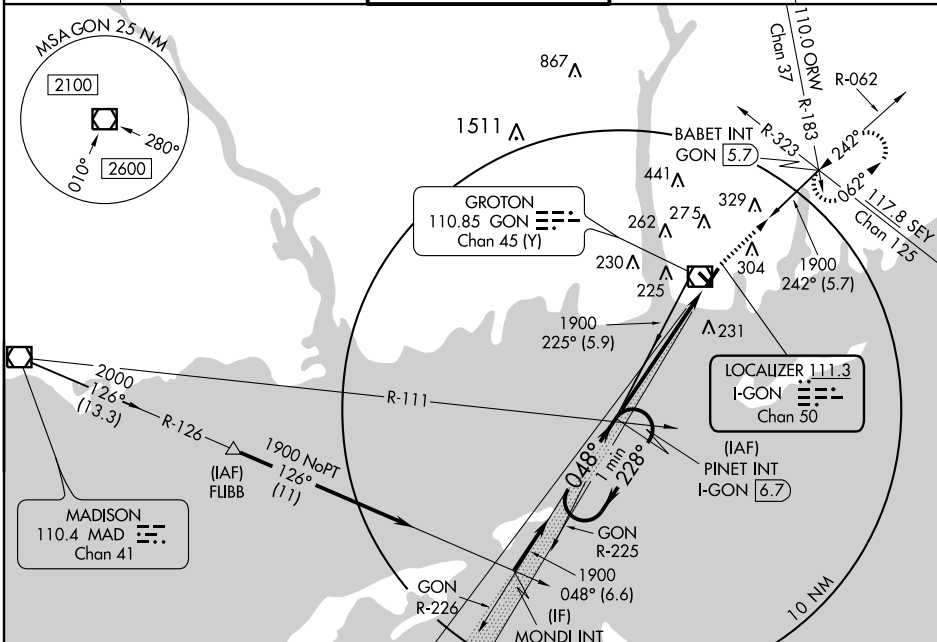 MSA GON 25 NM
2100
280°
010°
2600
867
1511
110.0 ORW
Chan 37
R-183
R-062
R-323
BABET INT
GON 5.7
242°
062°
117.8 SEY
Chan 125
441
329
262
275
GROTON
110.85 GON
Chan 45 (Y)
230
225
304
1900
242° (5.7)
1900
225° (5.9)
231
LOCALIZER 111.3
I-GON
Chan 50
2000
126°
(13.3)
R-126
R-111
(IAF)
FLIBB
1900 NoPT
126°
(11)
048°
1 min
228°
(IAF)
PINET INT
I-GON 6.7
MADISON
110.4 MAD
Chan 41
GON
R-225
GON
R-226
1900
048° (6.6)
(IF)
MONDI INT
10 NM